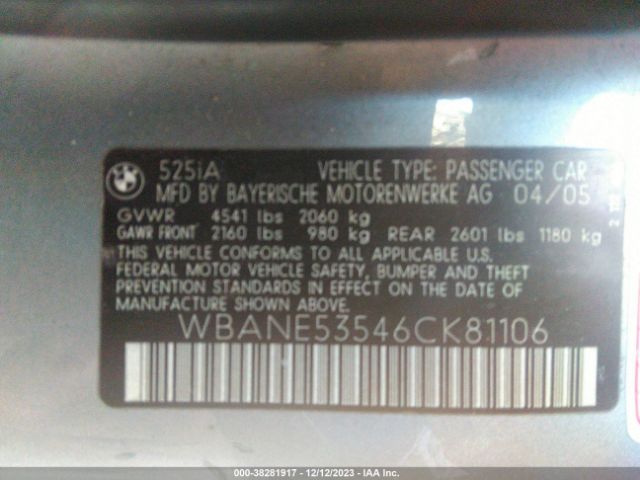 BMW
525iA VEHICLE TYPE: PASSENGER CAR
MFD BY BAYERISCHE MOTORENWERKE AG 04/05
GVWR 4541 lbs 2060 kg
GAWR FRONT 2160 lbs 980 kg REAR 2601 lbs 1180 kg
THIS VEHICLE CONFORMS TO ALL APPLICABLE U.S.
FEDERAL MOTOR VEHICLE SAFETY, BUMPER AND THEFT
PREVENTION STANDARDS IN EFFECT ON THE DATE OF
MANUFACTURE SHOWN ABOVE.
WBANE53546CK81106
000-38281917 - 12/12/2023 - IAA Inc.